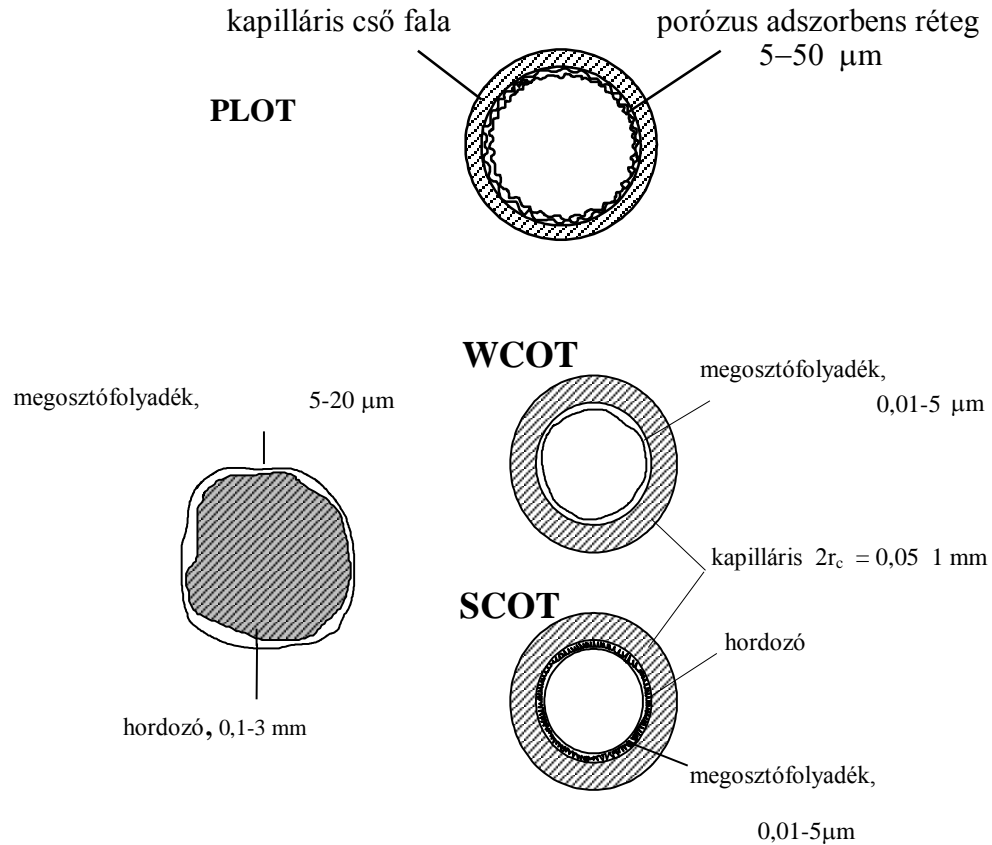 kapilláris cső fala
porózus adszorbens réteg
5–50 μm
PLOT
WCOT
megosztófolyadék,
0,01-5 μm
megosztófolyadék, 5-20 μm
kapilláris 2r₍c₎ = 0,05 1 mm
SCOT
hordozó
hordozó, 0,1-3 mm
megosztófolyadék,
0,01-5μm